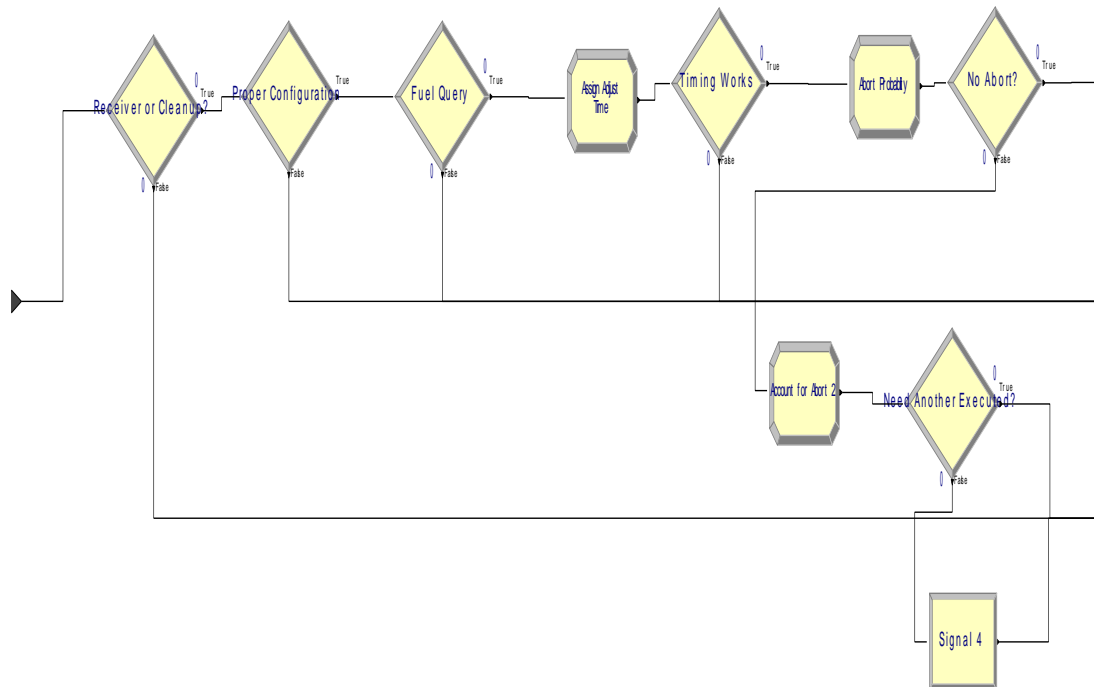 Receiver or Cleanup?
0
True
0
False
Proper Configuration
True
False
Fuel Query
0
True
0
False
Assign Adjust
Time
Timing Works
0
True
0
False
Abort Probability
No Abort?
0
True
0
False
Account for Abort 2
Need Another Executed?
0
True
0
False
Signal 4